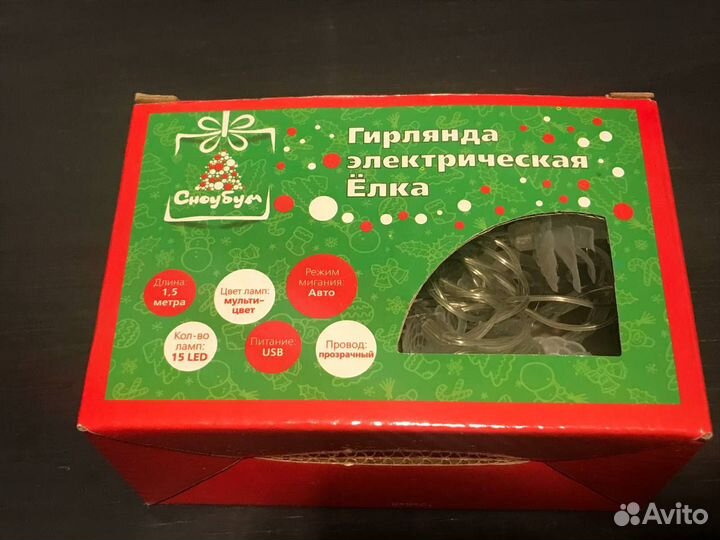 Гирлянда
электрическая
Ёлка
Сноубум
Длина:
1,5
метра
Цвет ламп:
мульти-
цвет
Режим
мигания:
Авто
Кол-во
ламп:
15 LED
Питание:
USB
Провод:
прозрачный
Avito